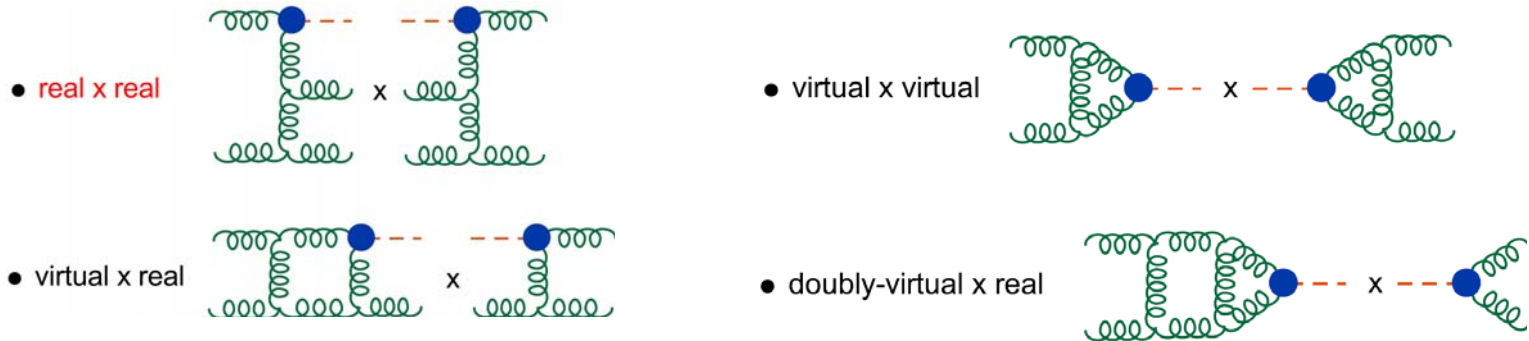 ● real x real
x
● virtual x real
x
● virtual x virtual
x
● doubly-virtual x real
x